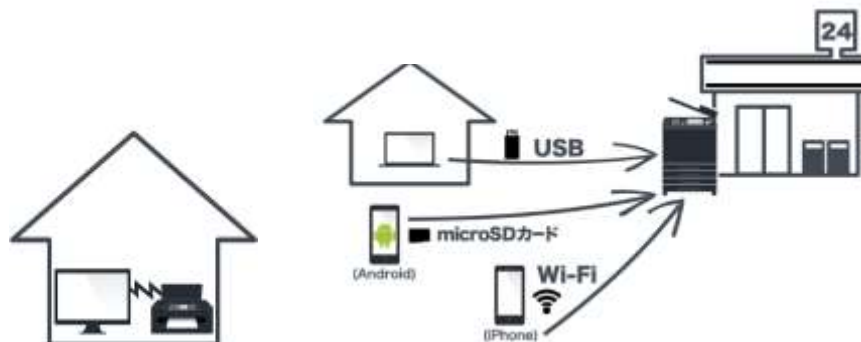 24
USB
microSDカード
(Android)
Wi-Fi
(iPhone)